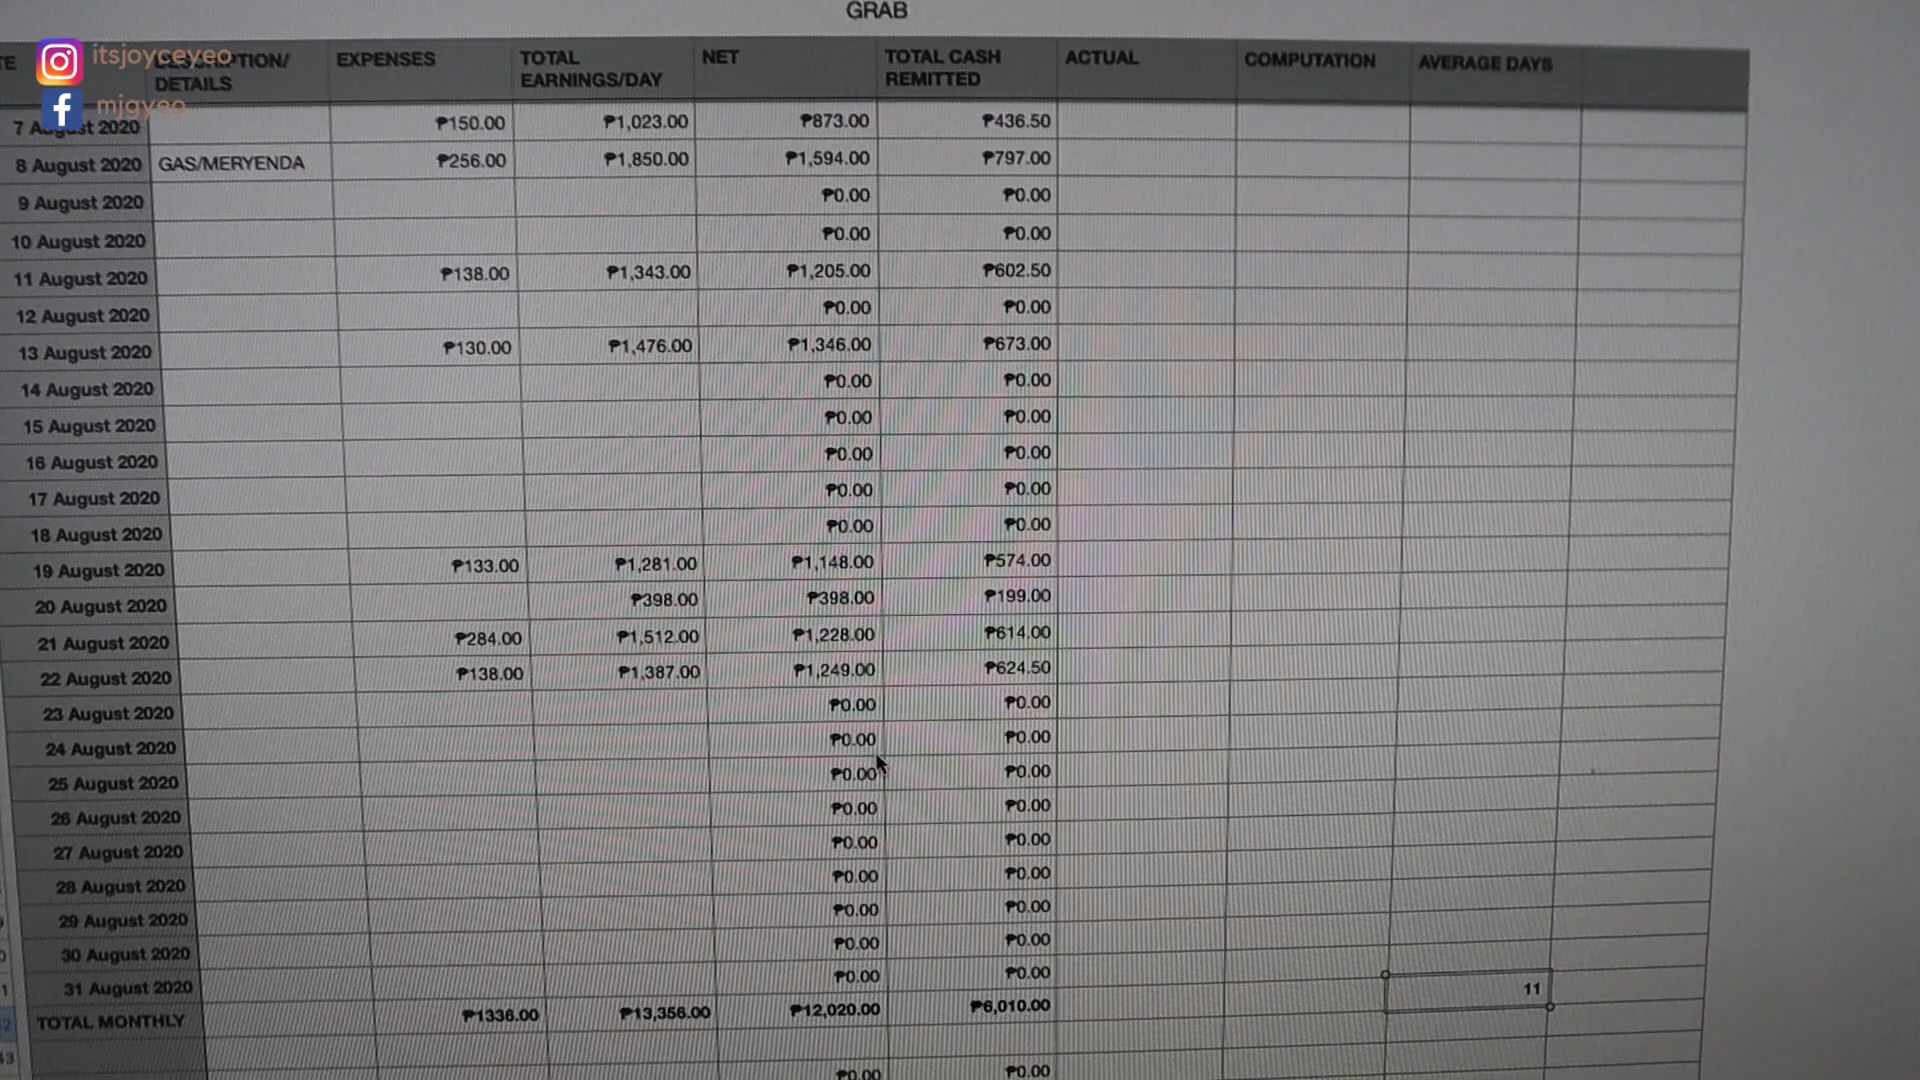 GRAB
itsjoyceyeo
mjgyeo
TE DESCRIPTION/ DETAILS EXPENSES TOTAL EARNINGS/DAY NET TOTAL CASH REMITTED ACTUAL COMPUTATION AVERAGE DAYS
7 August 2020 ₱150.00 ₱1,023.00 ₱873.00 ₱436.50
8 August 2020 GAS/MERYENDA ₱256.00 ₱1,850.00 ₱1,594.00 ₱797.00
9 August 2020 ₱0.00 ₱0.00
10 August 2020 ₱0.00 ₱0.00
11 August 2020 ₱138.00 ₱1,343.00 ₱1,205.00 ₱602.50
12 August 2020 ₱0.00 ₱0.00
13 August 2020 ₱130.00 ₱1,476.00 ₱1,346.00 ₱673.00
14 August 2020 ₱0.00 ₱0.00
15 August 2020 ₱0.00 ₱0.00
16 August 2020 ₱0.00 ₱0.00
17 August 2020 ₱0.00 ₱0.00
18 August 2020 ₱0.00 ₱0.00
19 August 2020 ₱133.00 ₱1,281.00 ₱1,148.00 ₱574.00
20 August 2020 ₱398.00 ₱398.00 ₱199.00
21 August 2020 ₱284.00 ₱1,512.00 ₱1,228.00 ₱614.00
22 August 2020 ₱138.00 ₱1,387.00 ₱1,249.00 ₱624.50
23 August 2020 ₱0.00 ₱0.00
24 August 2020 ₱0.00 ₱0.00
25 August 2020 ₱0.00 ₱0.00
26 August 2020 ₱0.00 ₱0.00
27 August 2020 ₱0.00 ₱0.00
28 August 2020 ₱0.00 ₱0.00
29 August 2020 ₱0.00 ₱0.00
30 August 2020 ₱0.00 ₱0.00
31 August 2020 ₱0.00 ₱0.00 11
TOTAL MONTHLY ₱1336.00 ₱13,356.00 ₱12,020.00 ₱6,010.00
₱0.00 ₱0.00